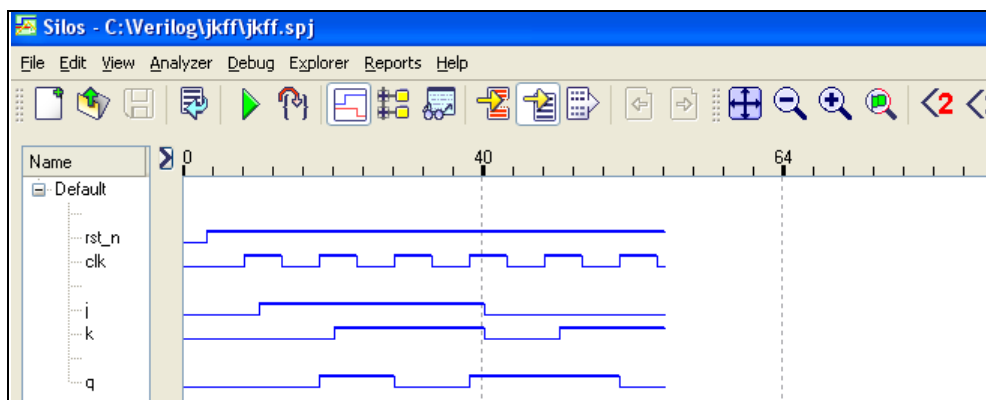 Silos - C:\Verilog\jkff\jkff.spj
File Edit View Analyzer Debug Explorer Reports Help
2
Name
0 40 64
Default
rst_n
clk
j
k
q